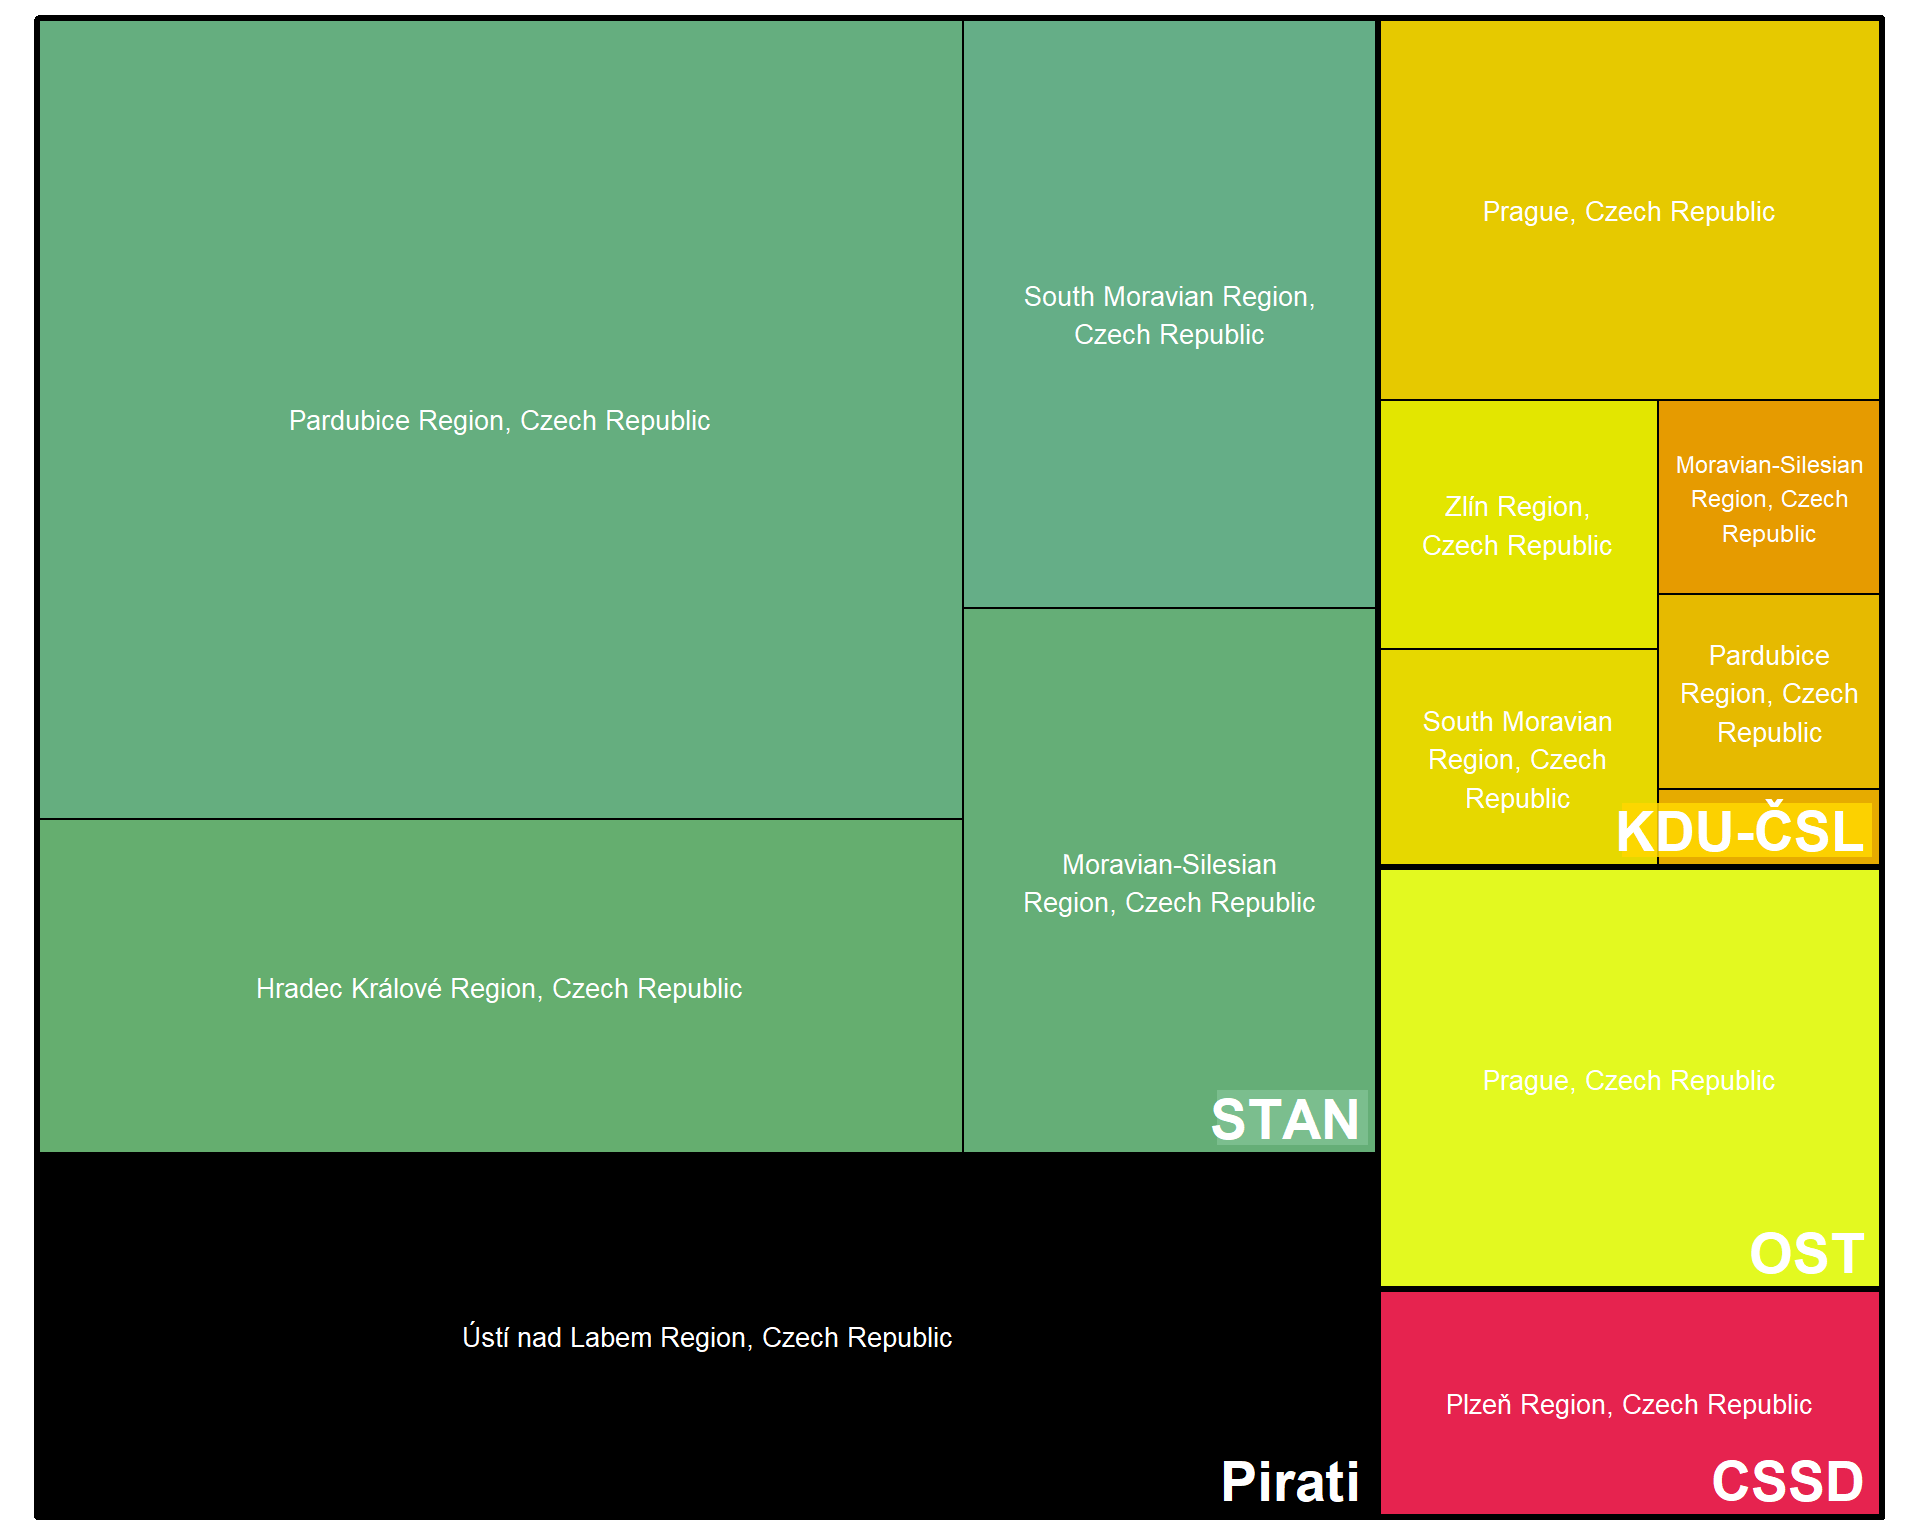 Pardubice Region, Czech Republic
Hradec Králové Region, Czech Republic
South Moravian Region,
Czech Republic
Moravian-Silesian
Region, Czech Republic
STAN
Ústí nad Labem Region, Czech Republic
Pirati
Prague, Czech Republic
Zlín Region,
Czech Republic
South Moravian
Region, Czech
Republic
Moravian-Silesian
Region, Czech
Republic
Pardubice
Region, Czech
Republic
KDU-ČSL
Prague, Czech Republic
OST
Plzeň Region, Czech Republic
CSSD